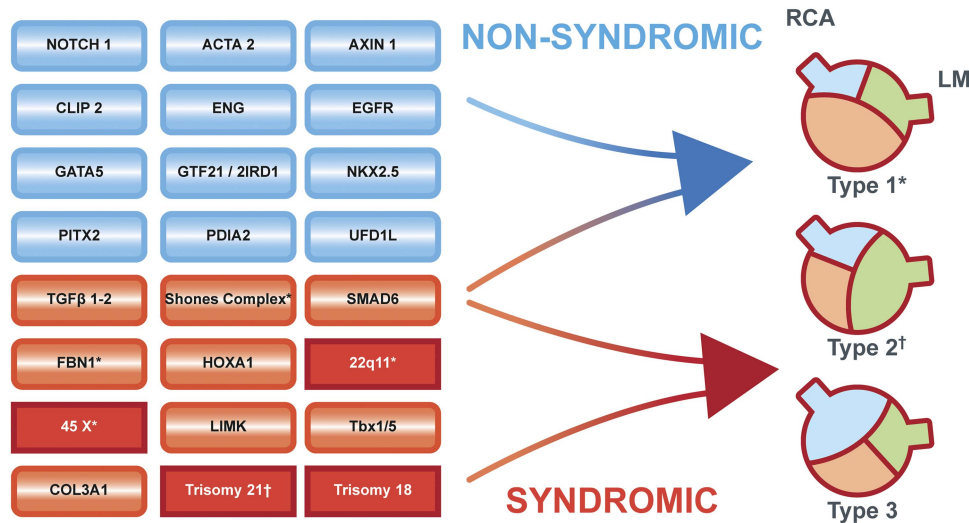 NOTCH 1
ACTA 2
AXIN 1
CLIP 2
ENG
EGFR
GATA5
GTF21 / 2IRD1
NKX2.5
PITX2
PDIA2
UFD1L
TGFβ 1-2
Shones Complex*
SMAD6
FBN1*
HOXA1
22q11*
45 X*
LIMK
Tbx1/5
COL3A1
Trisomy 21†
Trisomy 18
NON-SYNDROMIC
SYNDROMIC
RCA
LM
Type 1*
Type 2†
Type 3